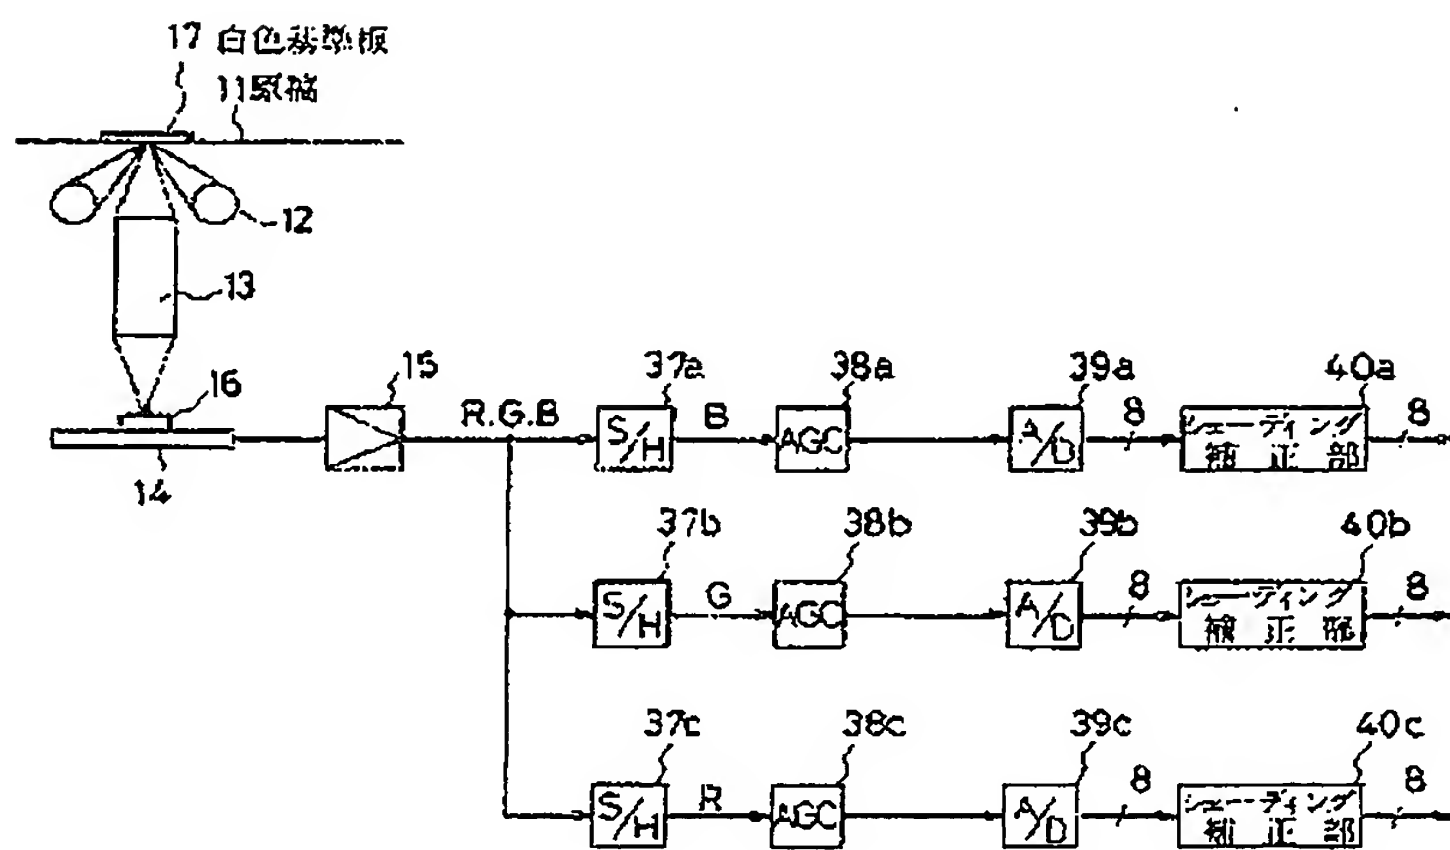 17 白色基準板
11 原稿
12
13
15
16
14
R.G.B
37a
S/H
B
38a
AGC
39a
A/D
8
40a
シェーディング
補正部
8
37b
S/H
G
38b
AGC
39b
A/D
8
40b
シェーディング
補正部
8
37c
S/H
R
38c
AGC
39c
A/D
8
40c
シェーディング
補正部
8